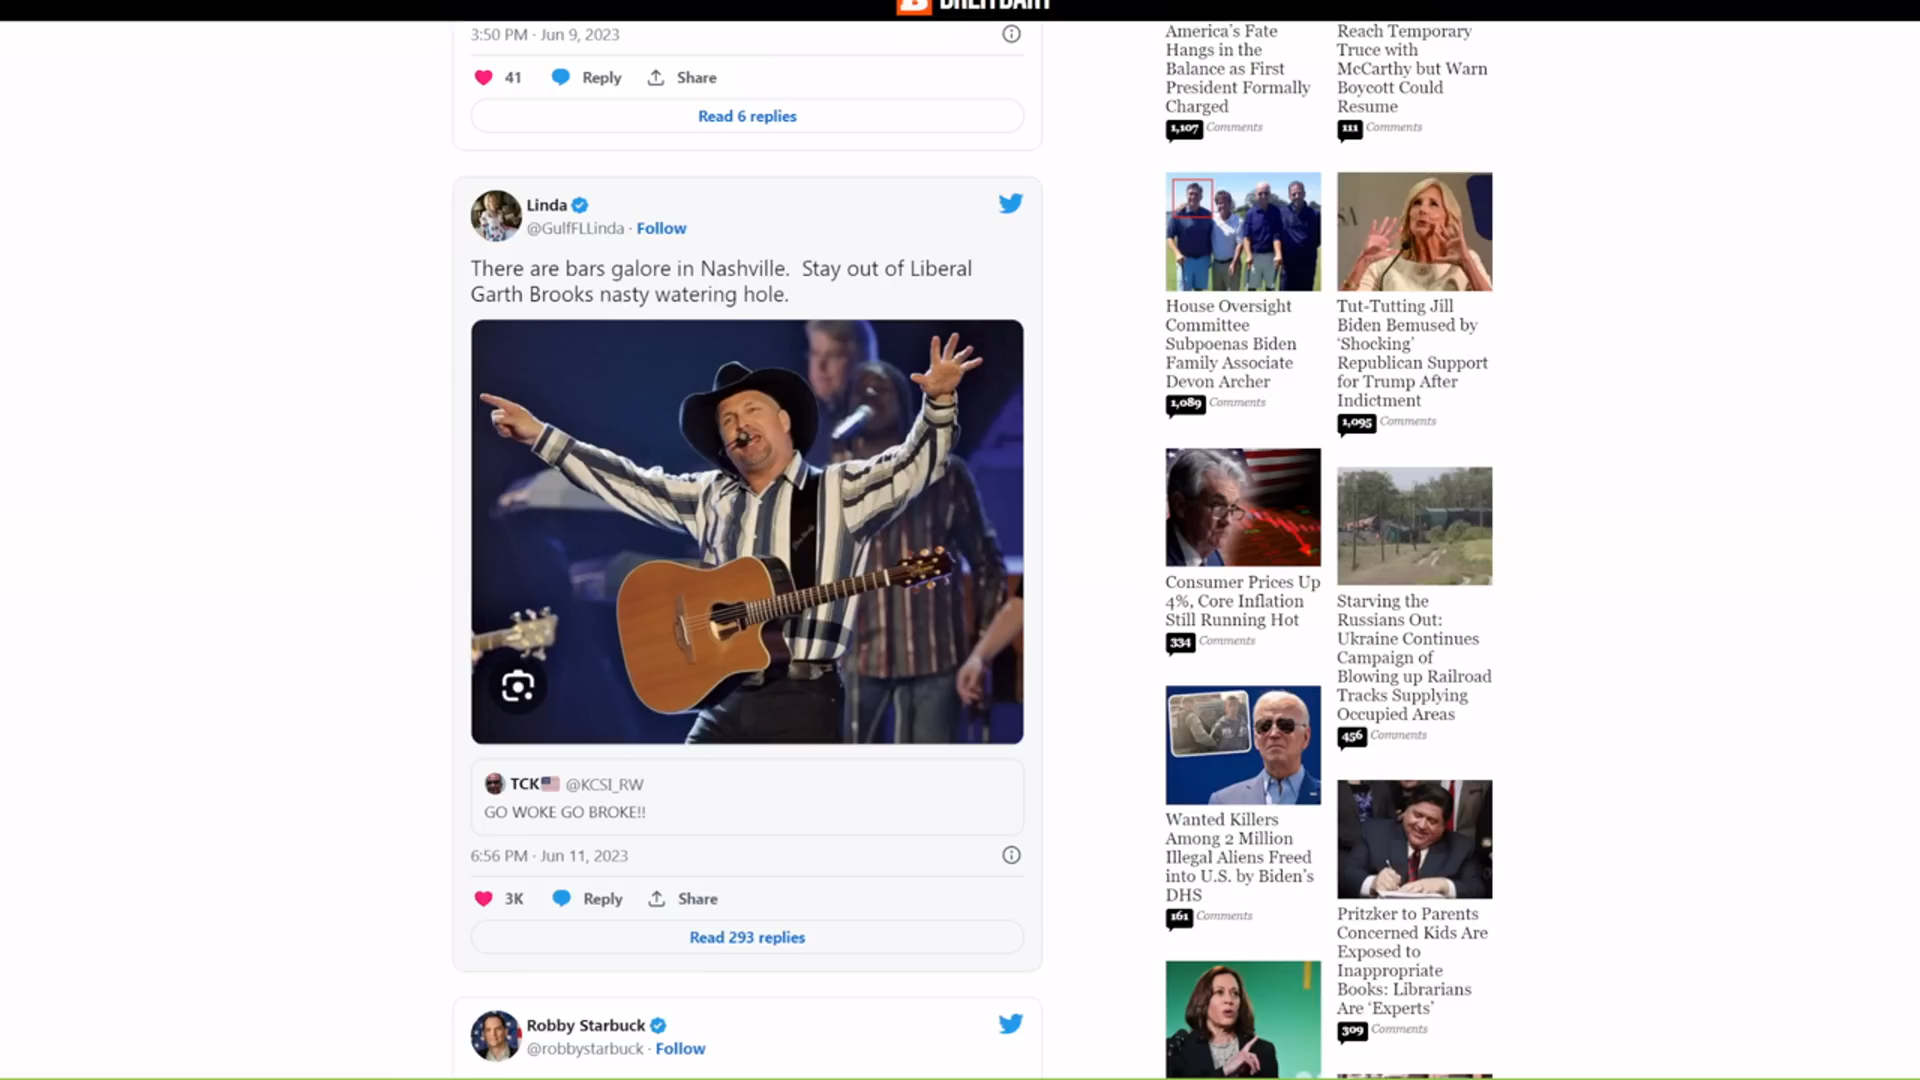 BREITBART
3:50 PM · Jun 9, 2023
41 Reply Share
Read 6 replies
Linda
@GulfFLLinda · Follow
There are bars galore in Nashville. Stay out of Liberal
Garth Brooks nasty watering hole.
TCK @KCSI_RW
GO WOKE GO BROKE!!
6:56 PM · Jun 11, 2023
3K Reply Share
Read 293 replies
Robby Starbuck
@robbystarbuck · Follow
America's Fate
Hangs in the
Balance as First
President Formally
Charged
1,107 Comments
House Oversight
Committee
Subpoenas Biden
Family Associate
Devon Archer
1,089 Comments
Consumer Prices Up
4%, Core Inflation
Still Running Hot
334 Comments
Wanted Killers
Among 2 Million
Illegal Aliens Freed
into U.S. by Biden's
DHS
161 Comments
Reach Temporary
Truce with
McCarthy but Warn
Boycott Could
Resume
111 Comments
Tut-Tutting Jill
Biden Bemused by
‘Shocking’
Republican Support
for Trump After
Indictment
1,095 Comments
Starving the
Russians Out:
Ukraine Continues
Campaign of
Blowing up Railroad
Tracks Supplying
Occupied Areas
456 Comments
Pritzker to Parents
Concerned Kids Are
Exposed to
Inappropriate
Books: Librarians
Are ‘Experts’
309 Comments